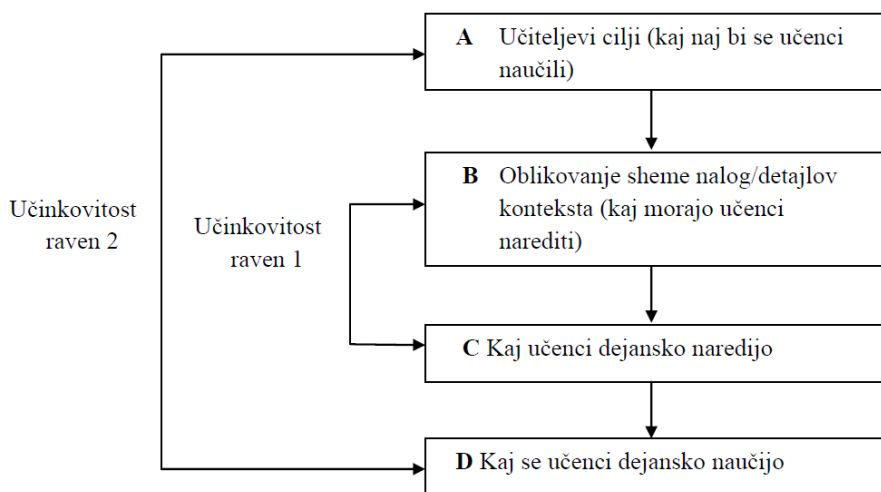 A Učiteljevi cilji (kaj naj bi se učenci
naučili)
B Oblikovanje sheme nalog/detajlov
konteksta (kaj morajo učenci
narediti)
Učinkovitost
raven 2
Učinkovitost
raven 1
C Kaj učenci dejansko naredijo
D Kaj se učenci dejansko naučijo